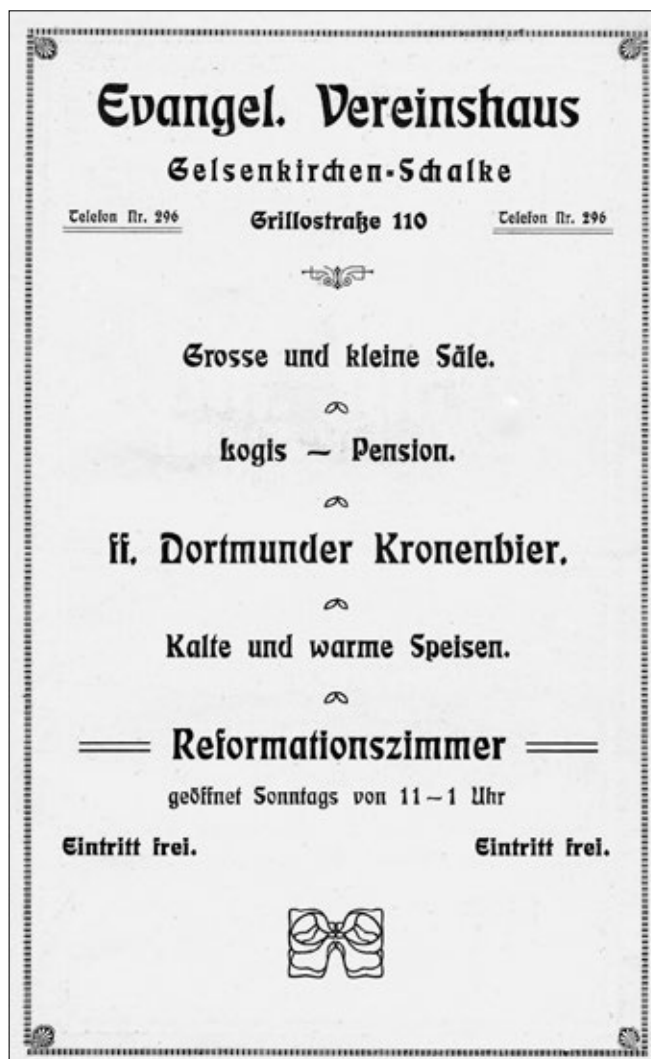 Evangel. Vereinshaus
Gelsenkirchen-Schalke
Telefon Nr. 296 Grillostraße 110 Telefon Nr. 296
Grosse und kleine Säle.
Logis — Pension.
ff. Dortmunder Kronenbier.
Kalte und warme Speisen.
Reformationszimmer
geöffnet Sonntags von 11—1 Uhr
Eintritt frei. Eintritt frei.